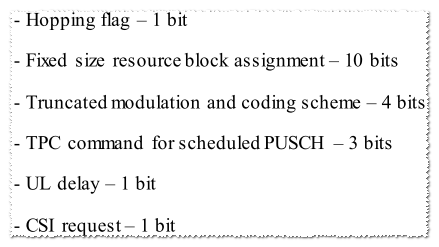 - Hopping flag – 1 bit
- Fixed size resource block assignment – 10 bits
- Truncated modulation and coding scheme – 4 bits
- TPC command for scheduled PUSCH – 3 bits
- UL delay – 1 bit
- CSI request – 1 bit